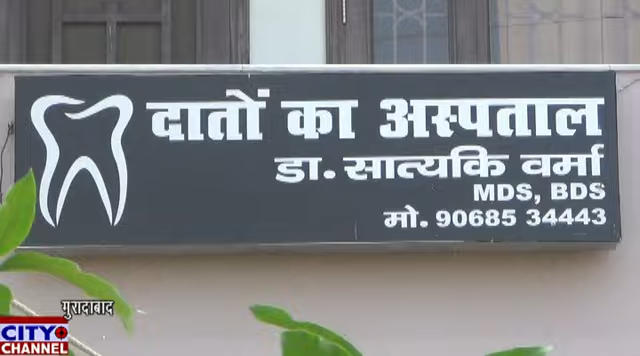 दातों का अस्पताल
डा. सात्यकि वर्मा
MDS, BDS
मो. 90685 34443
मुरादाबाद
CITY
CHANNEL